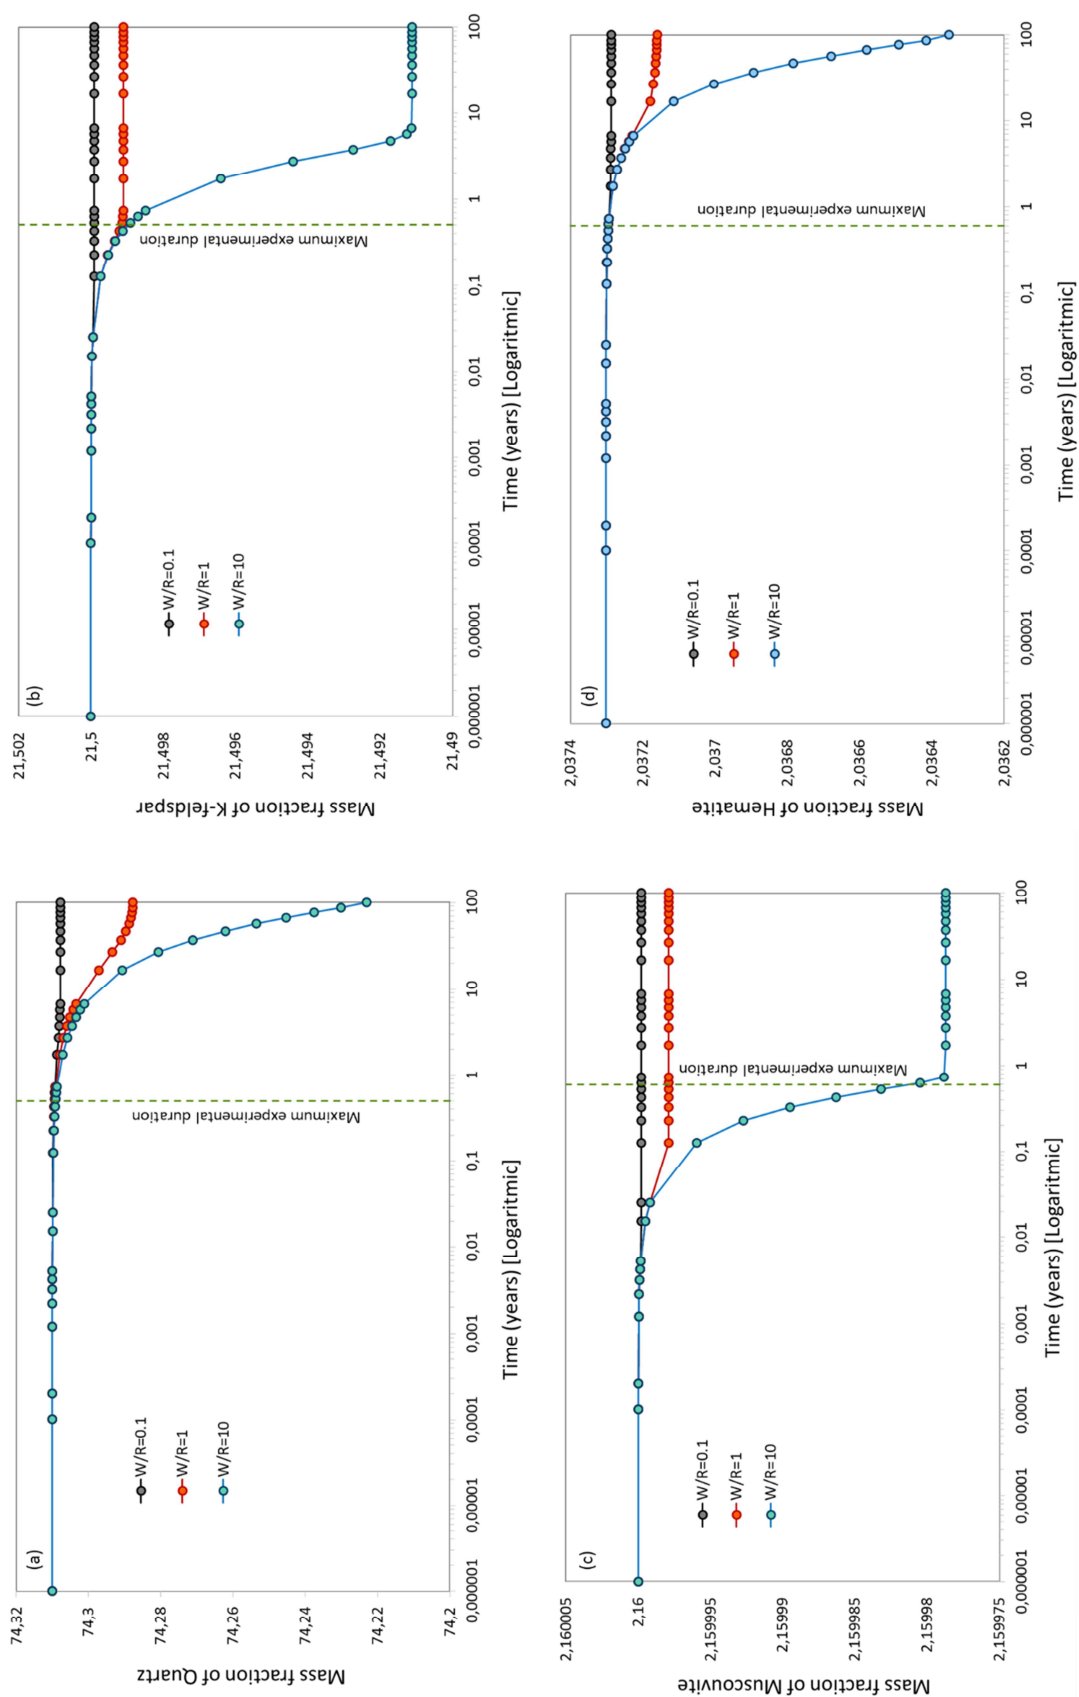 (a)
Mass fraction of Quartz
74,32
74,3
74,28
74,26
74,24
74,22
74,2
W/R=0.1
W/R=1
W/R=10
Maximum experimental duration
0,000001
0,00001
0,0001
0,001
0,01
0,1
1
10
100
Time (years) [Logaritmic]
(b)
Mass fraction of K-feldspar
21,502
21,5
21,498
21,496
21,494
21,492
21,49
W/R=0.1
W/R=1
W/R=10
Maximum experimental duration
0,000001
0,00001
0,0001
0,001
0,01
0,1
1
10
100
Time (years) [Logaritmic]
(c)
Mass fraction of Muscouvite
2,160005
2,16
2,159995
2,15999
2,159985
2,15998
2,159975
W/R=0.1
W/R=1
W/R=10
Maximum experimental duration
0,000001
0,00001
0,0001
0,001
0,01
0,1
1
10
100
Time (years) [Logaritmic]
(d)
Mass fraction of Hematite
2,0374
2,0372
2,037
2,0368
2,0366
2,0364
2,0362
W/R=0.1
W/R=1
W/R=10
Maximum experimental duration
0,000001
0,00001
0,0001
0,001
0,01
0,1
1
10
100
Time (years) [Logaritmic]